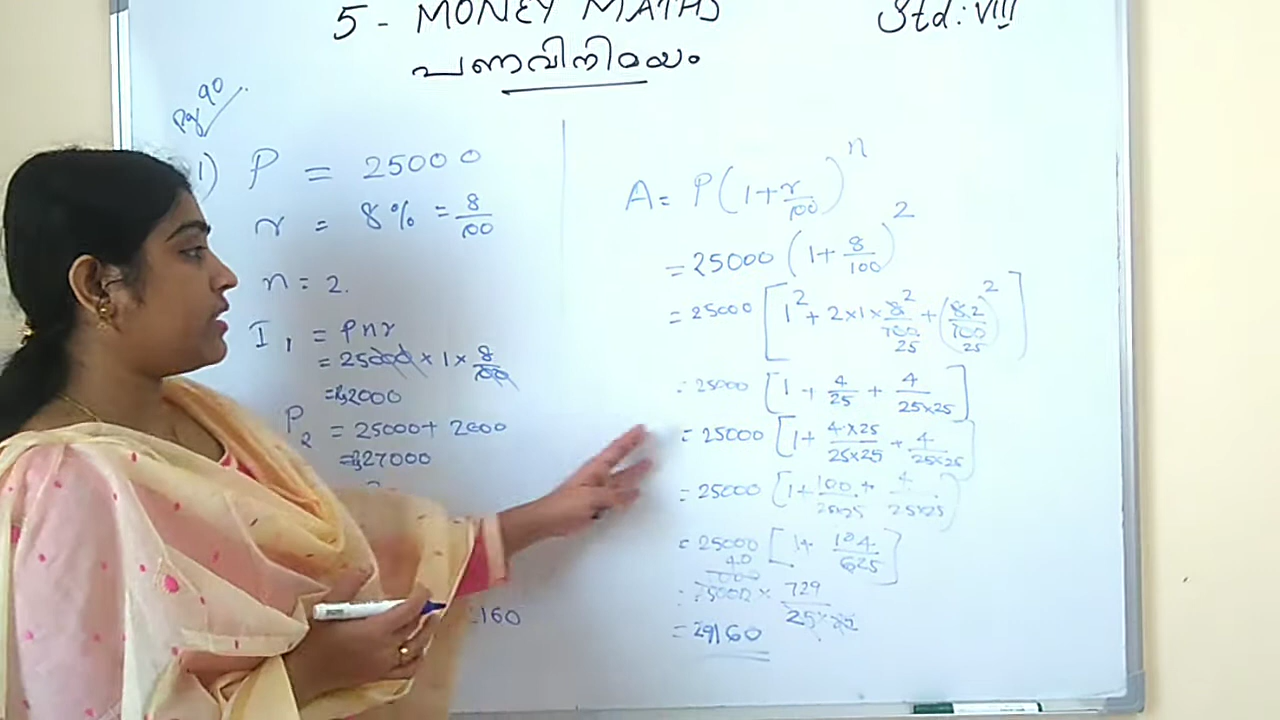 5 - MONEY MATHS Std: VIII
പണവിനിമയം
Pg 90
1) P = 25000
r = 8% = 8/100
n = 2.
I₁ = pnr
= 25000 × 1 × 8/100
= ₹2000
P₂ = 25000 + 2000
= ₹27000
160
A = P(1 + r/100)ⁿ
= 25000 (1 + 8/100)²
= 25000 [1² + 2×1×8/100 + (8/100)²]
= 25000 [1 + 4/25 + 4/25×25]
= 25000 [1 + 4×25/25×25 + 4/25×25]
= 25000 [1 + 100/25×25 + 4/25×25]
= 25000 [1 + 104/625]
= 25000 × 729/25×25
= 29160